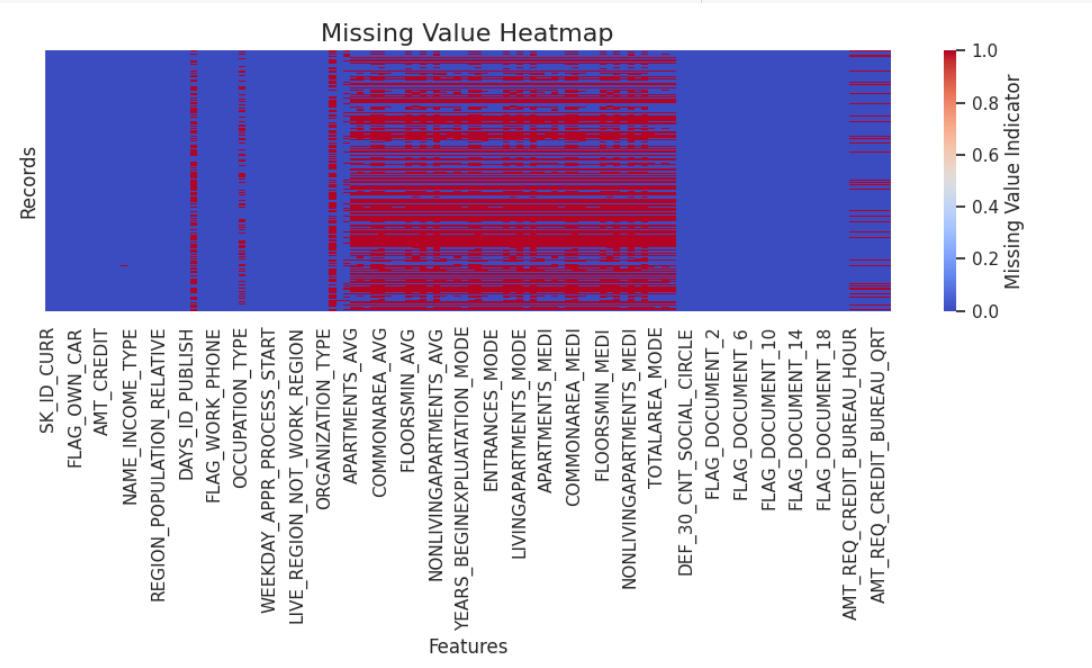 Missing Value Heatmap
Records
1.0
0.8
0.6
0.4
0.2
0.0
Missing Value Indicator
SK_ID_CURR
FLAG_OWN_CAR
AMT_CREDIT
NAME_INCOME_TYPE
REGION_POPULATION_RELATIVE
DAYS_ID_PUBLISH
FLAG_WORK_PHONE
OCCUPATION_TYPE
WEEKDAY_APPR_PROCESS_START
LIVE_REGION_NOT_WORK_REGION
ORGANIZATION_TYPE
APARTMENTS_AVG
COMMONAREA_AVG
FLOORSMIN_AVG
NONLIVINGAPARTMENTS_AVG
YEARS_BEGINEXPLUATATION_MODE
ENTRANCES_MODE
LIVINGAPARTMENTS_MODE
APARTMENTS_MEDI
COMMONAREA_MEDI
FLOORSMIN_MEDI
NONLIVINGAPARTMENTS_MEDI
TOTALAREA_MODE
DEF_30_CNT_SOCIAL_CIRCLE
FLAG_DOCUMENT_2
FLAG_DOCUMENT_6
FLAG_DOCUMENT_10
FLAG_DOCUMENT_14
FLAG_DOCUMENT_18
AMT_REQ_CREDIT_BUREAU_HOUR
AMT_REQ_CREDIT_BUREAU_QRT
Features